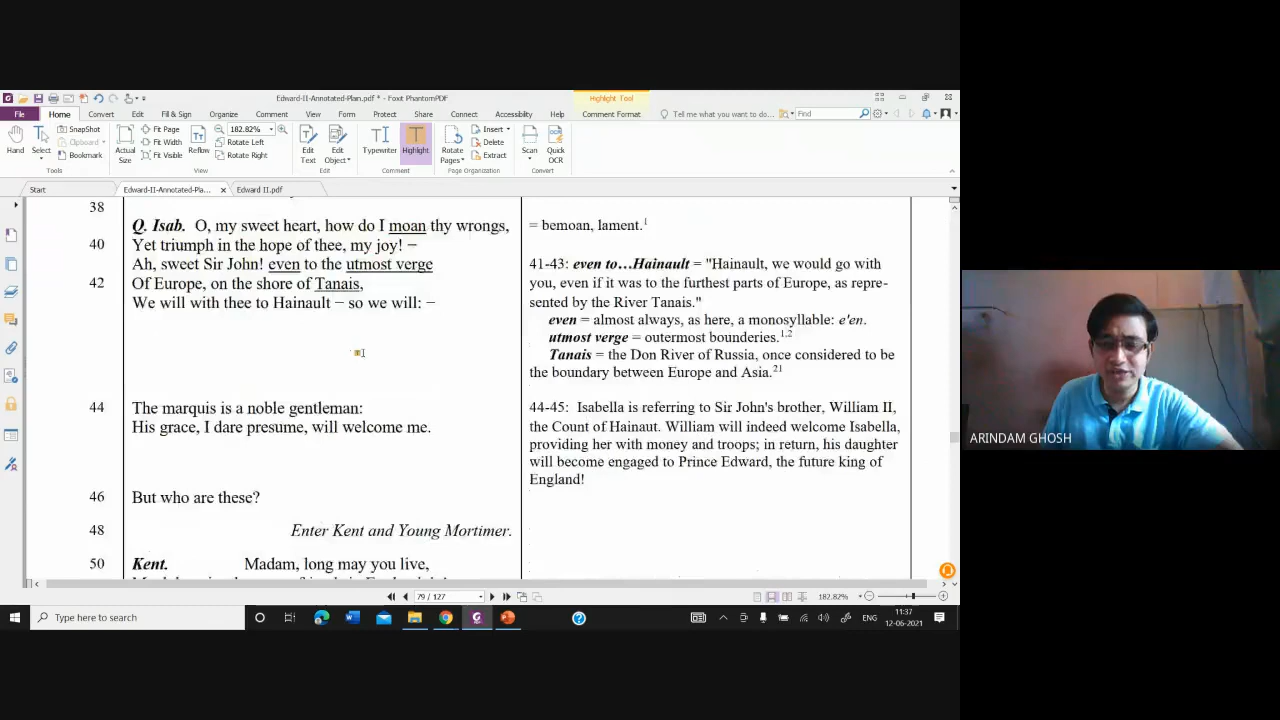 Edward-II-Annotated-Plan.pdf * - Foxit PhantomPDF
Highlight Tool
File Home Convert Edit Fill & Sign Organize Comment View Form Protect Share Connect Accessibility Help Comment Format Tell me what you want to do... Find
Hand
Select
SnapShot
Clipboard
Bookmark
Tools
Actual Size
Fit Page
Fit Width
Fit Visible
Reflow
182.82%
Rotate Left
Rotate Right
View
Edit Text
Edit Object
Edit
Typewriter
Highlight
Comment
Rotate Pages
Insert
Delete
Extract
Page Organization
Scan
Quick OCR
Convert
Start Edward-II-Annotated-Pla... Edward II.pdf
38
Q. Isab. O, my sweet heart, how do I moan thy wrongs,
40 Yet triumph in the hope of thee, my joy! −
Ah, sweet Sir John! even to the utmost verge
42 Of Europe, on the shore of Tanais,
We will with thee to Hainault − so we will: −
44 The marquis is a noble gentleman:
His grace, I dare presume, will welcome me.
46 But who are these?
48 Enter Kent and Young Mortimer.
50 Kent. Madam, long may you live,
= bemoan, lament.1
41-43: even to…Hainault = "Hainault, we would go with
you, even if it was to the furthest parts of Europe, as repre-
sented by the River Tanais."
even = almost always, as here, a monosyllable: e'en.
utmost verge = outermost bounderies.1,2
Tanais = the Don River of Russia, once considered to be
the boundary between Europe and Asia.21
44-45: Isabella is referring to Sir John's brother, William II,
the Count of Hainaut. William will indeed welcome Isabella,
providing her with money and troops; in return, his daughter
will become engaged to Prince Edward, the future king of
England!
79 / 127
182.82%
Type here to search
ENG
11:37
12-06-2021
ARINDAM GHOSH